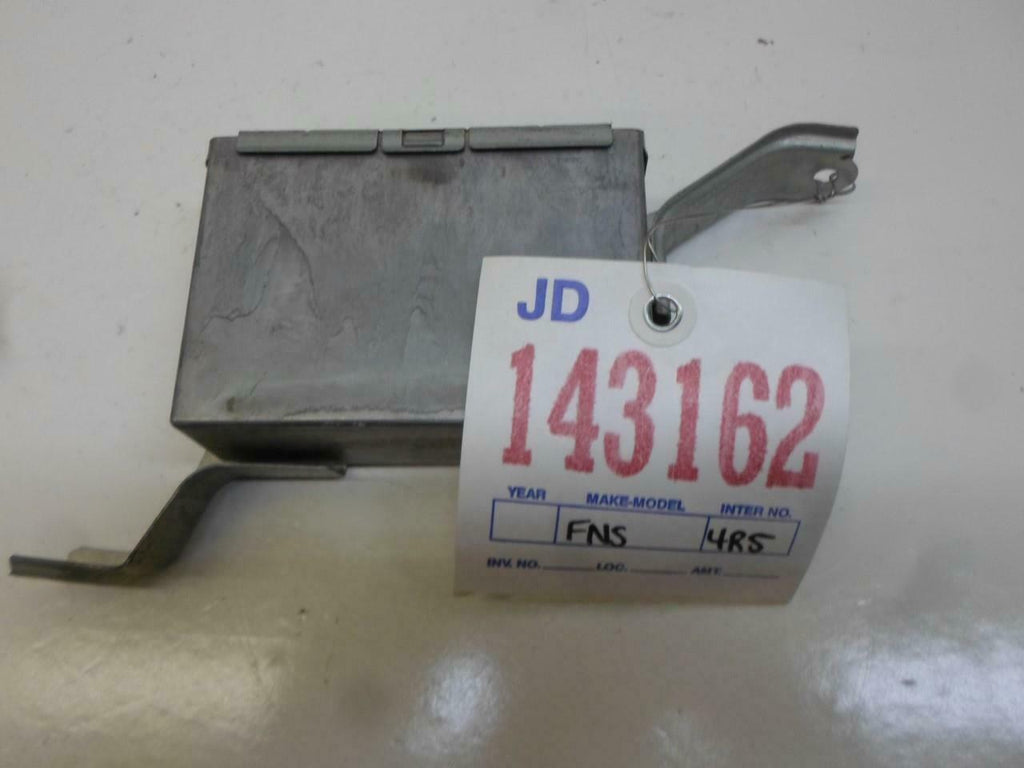 JD
143162
YEAR MAKE-MODEL INTER NO.
FNS 4R5
INV. NO. LOC. AMT.